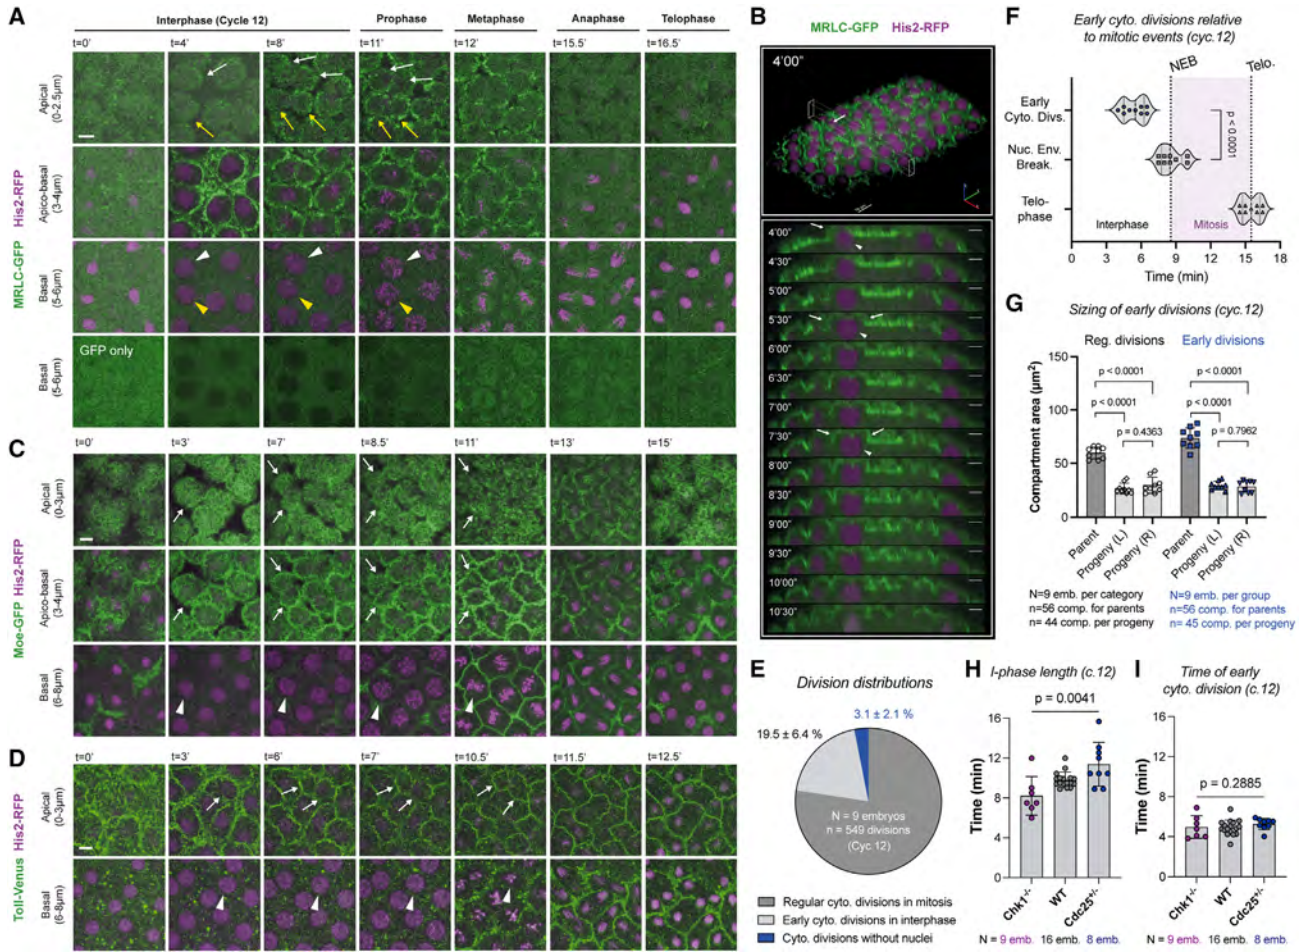 A
Interphase (Cycle 12)
Prophase
Metaphase
Anaphase
Telophase
t=0'
t=4'
t=8'
t=11'
t=12'
t=15.5'
t=16.5'
MRLC-GFP His2-RFP
Apical
(0-2.5µm)
Apico-basal
(3-4µm)
Basal
(5-6µm)
Basal
(5-6µm)
GFP only
B
MRLC-GFP His2-RFP
4'00"
4'00"
4'30"
5'00"
5'30"
6'00"
6'30"
7'00"
7'30"
8'00"
8'30"
9'00"
9'30"
10'00"
10'30"
C
t=0'
t=3'
t=7'
t=8.5'
t=11'
t=13'
t=15'
Moe-GFP His2-RFP
Apical
(0-3µm)
Apico-basal
(3-4µm)
Basal
(6-8µm)
D
t=0'
t=3'
t=6'
t=7'
t=10.5'
t=11.5'
t=12.5'
Toll-Venus His2-RFP
Apical
(0-3µm)
Basal
(6-8µm)
E
Division distributions
3.1 ± 2.1 %
19.5 ± 6.4 %
N = 9 embryos
n = 549 divisions
(Cyc.12)
Regular cyto. divisions in mitosis
Early cyto. divisions in interphase
Cyto. divisions without nuclei
F
Early cyto. divisions relative
to mitotic events (cyc.12)
NEB
Telo.
Early
Cyto. Divs.
Nuc. Env.
Break.
Telo-
phase
p < 0.0001
Interphase
Mitosis
0 3 6 9 12 15 18
Time (min)
G
Sizing of early divisions (cyc.12)
Reg. divisions
Early divisions
Compartment area (µm²)
150
100
50
0
p < 0.0001
p < 0.0001
p = 0.4363
p < 0.0001
p < 0.0001
p = 0.7962
Parent
Progeny (L)
Progeny (R)
Parent
Progeny (L)
Progeny (R)
N=9 emb. per category
n=56 comp. for parents
n= 44 comp. per progeny
N=9 emb. per group
n=56 comp. for parents
n= 45 comp. per progeny
H
I-phase length (c.12)
p = 0.0041
Time (min)
16
12
8
4
0
Chk1⁺/⁻
WT
Cdc25⁺/⁻
N = 9 emb. 16 emb. 8 emb.
I
Time of early
cyto. division (c.12)
p = 0.2885
Time (min)
16
12
8
4
0
Chk1⁺/⁻
WT
Cdc25⁺/⁻
N = 9 emb. 16 emb. 8 emb.